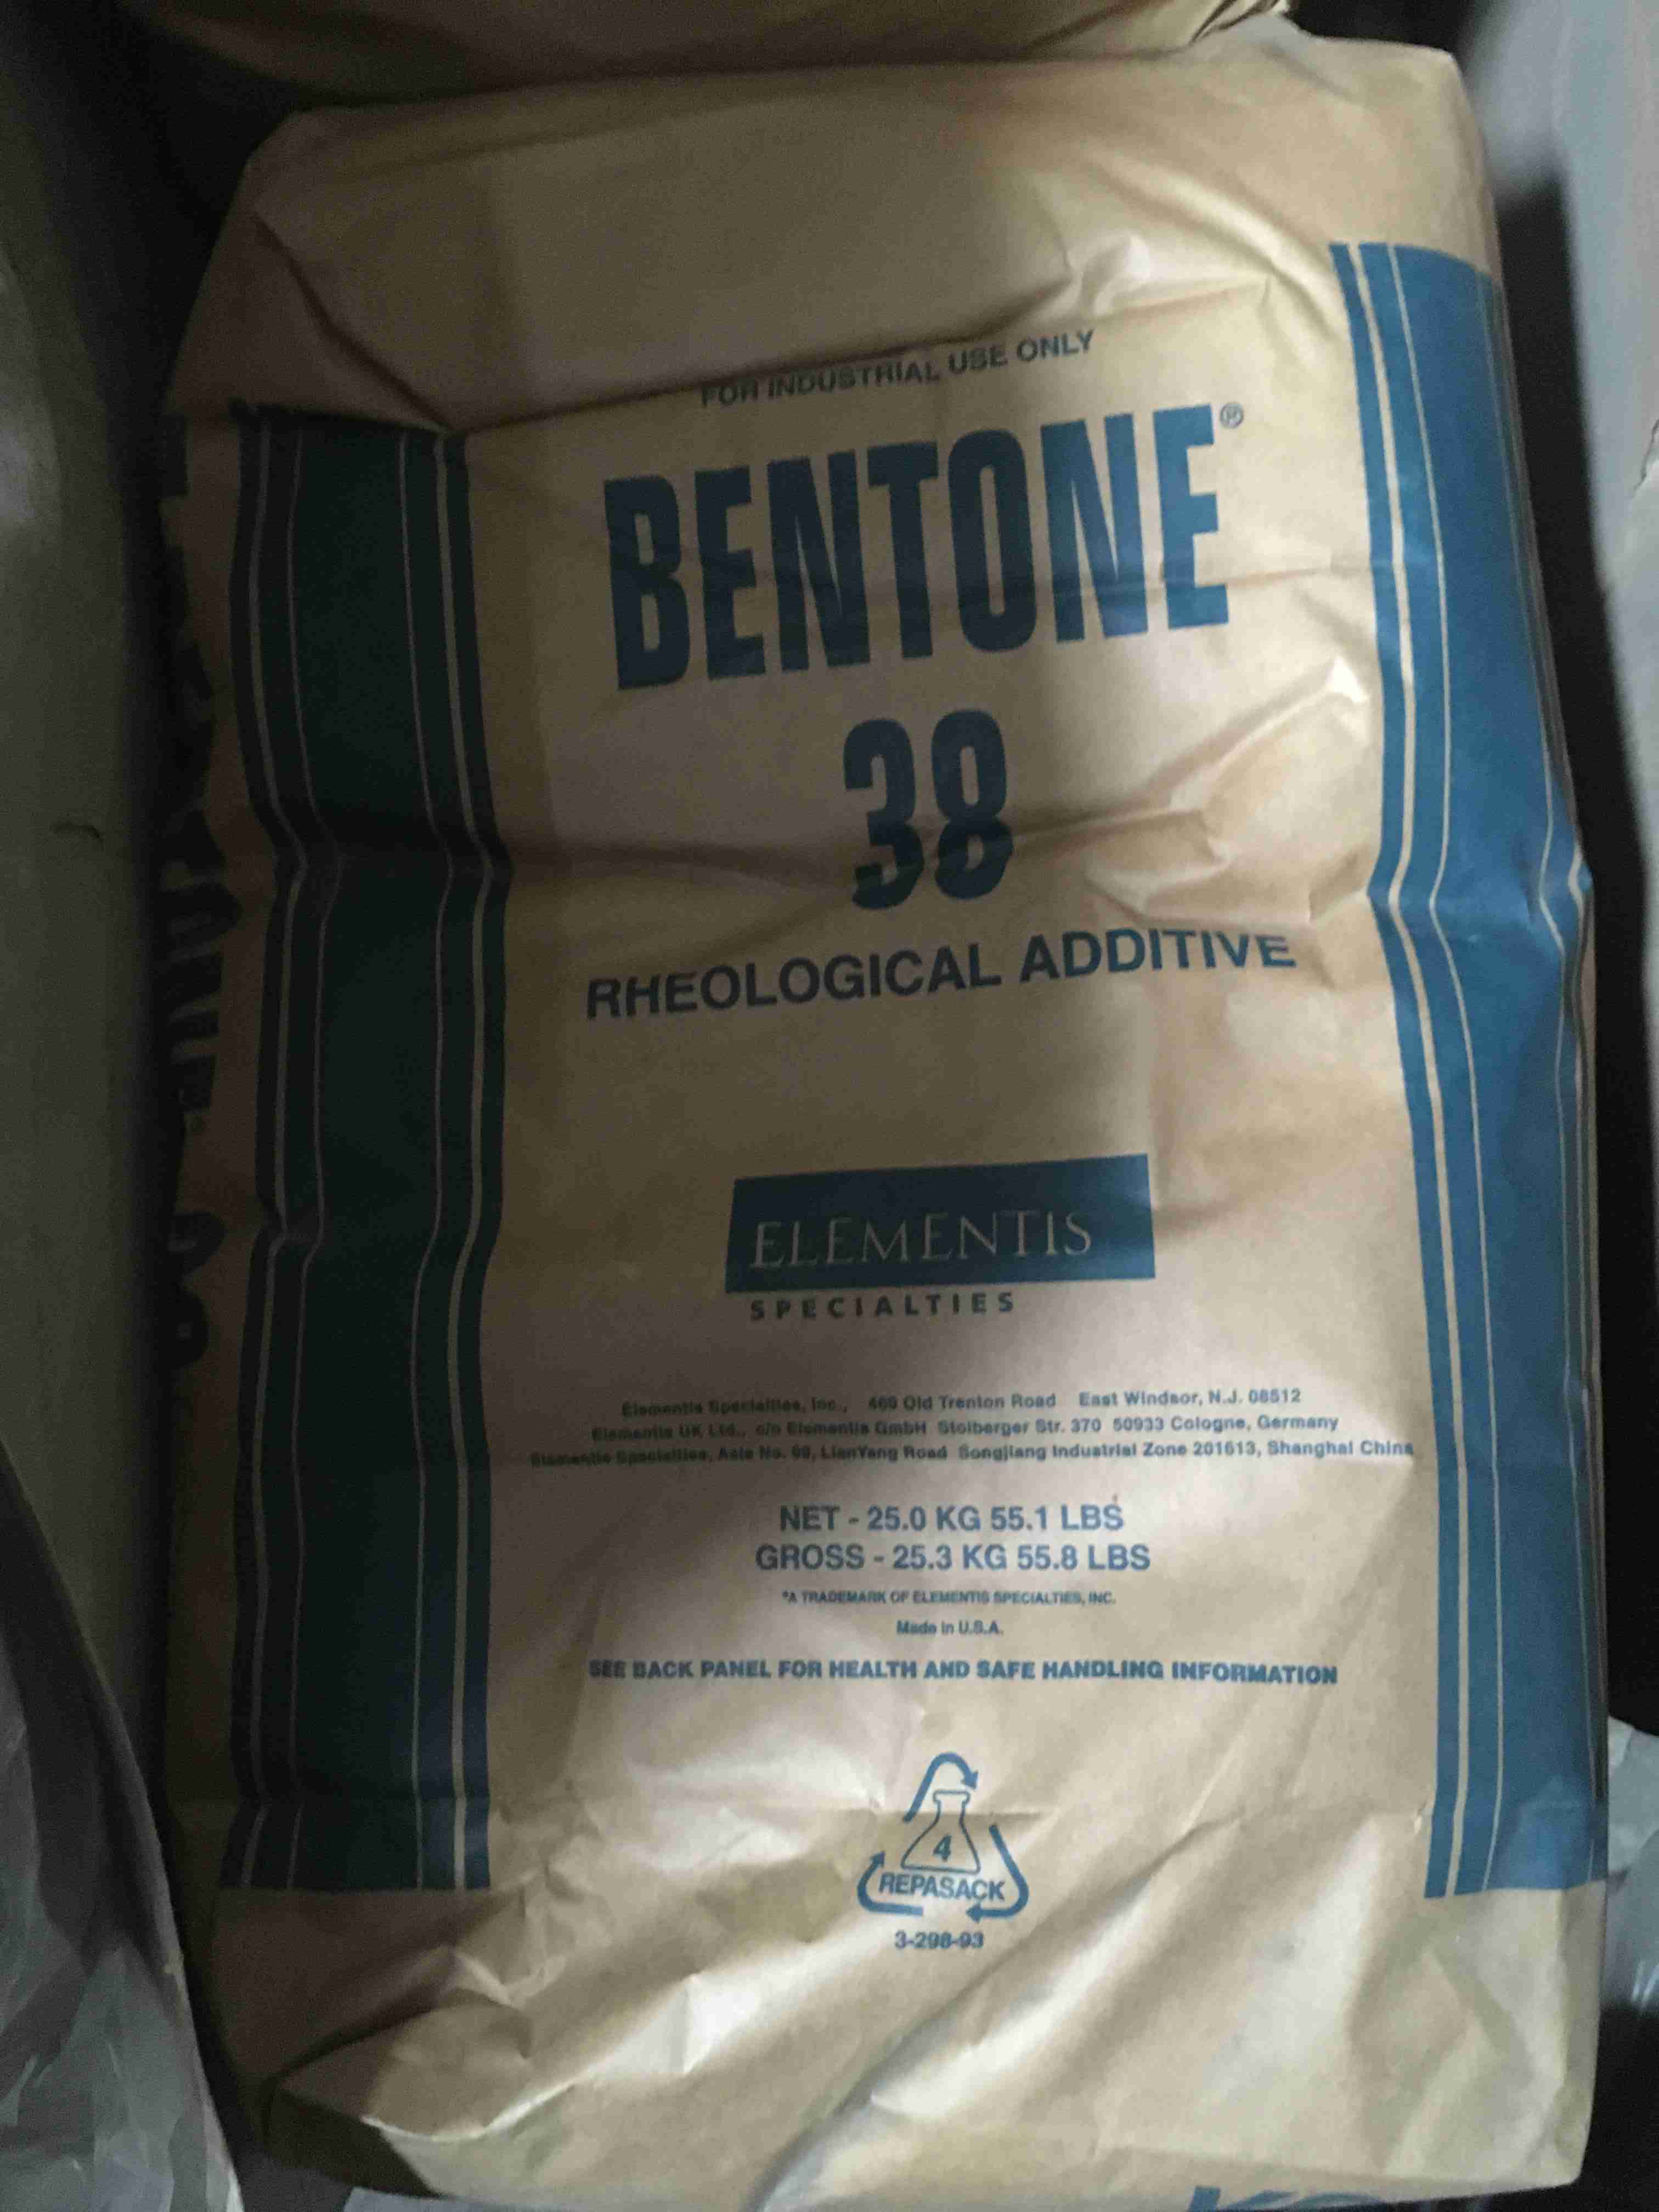 FOR INDUSTRIAL USE ONLY
BENTONE®
38
RHEOLOGICAL ADDITIVE
ELEMENTIS
SPECIALTIES
Elementis Specialties, Inc., 469 Old Trenton Road East Windsor, N.J. 08512
Elementis UK Ltd., c/o Elementis GmbH Stolberger Str. 370 50933 Cologne, Germany
Elementis Specialties, Asia No. 99, LianYang Road Songjiang Industrial Zone 201613, Shanghai China
NET - 25.0 KG 55.1 LBS
GROSS - 25.3 KG 55.8 LBS
*A TRADEMARK OF ELEMENTIS SPECIALTIES, INC.
Made in U.S.A.
SEE BACK PANEL FOR HEALTH AND SAFE HANDLING INFORMATION
4
REPASACK
3-298-93